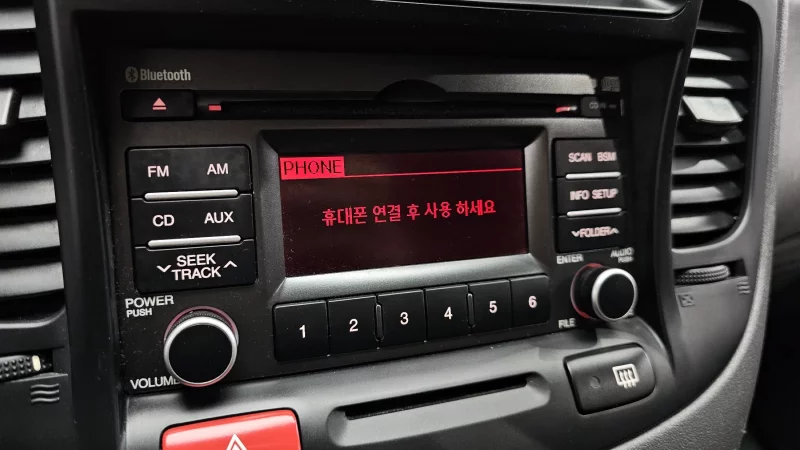 Bluetooth
FM AM
CD AUX
SEEK
TRACK
POWER
PUSH
VOLUME
PHONE
휴대폰 연결 후 사용 하세요
1 2 3 4 5 6
SCAN BSM
INFO SETUP
FOLDER
ENTER
AUDIO
PUSH
FILE